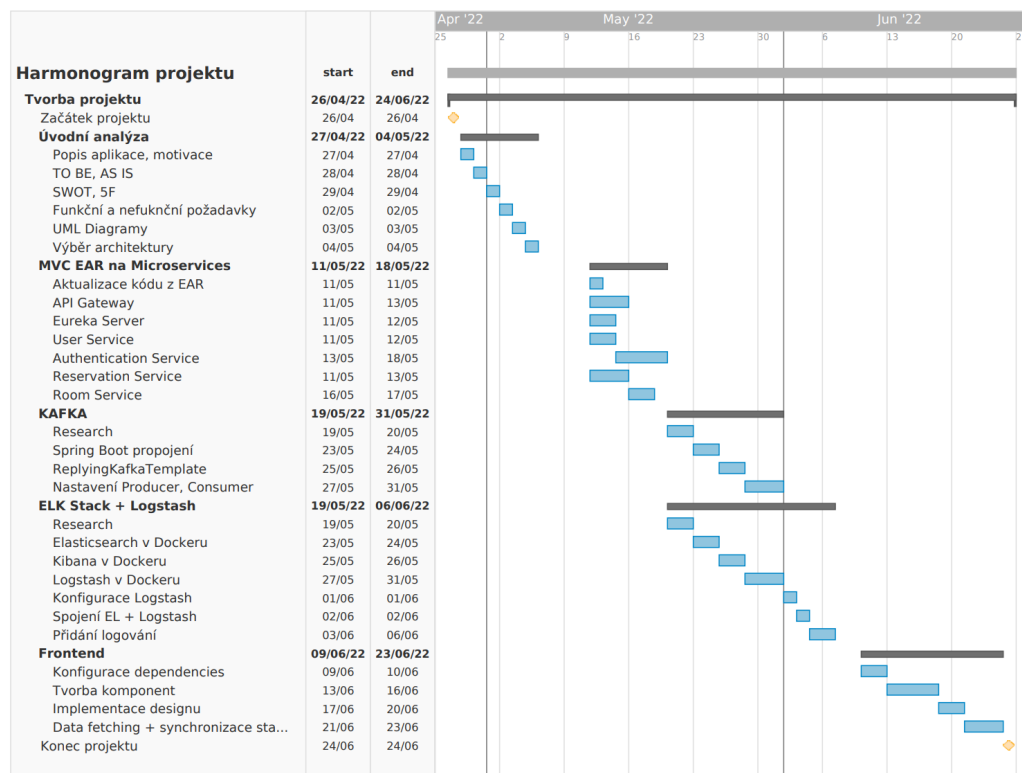 Apr '22 May '22 Jun '22
25 2 9 16 23 30 6 13 20
Harmonogram projektu start end
Tvorba projektu 26/04/22 24/06/22
Začátek projektu 26/04 26/04
Úvodní analýza 27/04/22 04/05/22
Popis aplikace, motivace 27/04 27/04
TO BE, AS IS 28/04 28/04
SWOT, 5F 29/04 29/04
Funkční a nefuknční požadavky 02/05 02/05
UML Diagramy 03/05 03/05
Výběr architektury 04/05 04/05
MVC EAR na Microservices 11/05/22 18/05/22
Aktualizace kódu z EAR 11/05 11/05
API Gateway 11/05 13/05
Eureka Server 11/05 12/05
User Service 11/05 12/05
Authentication Service 13/05 18/05
Reservation Service 11/05 13/05
Room Service 16/05 17/05
KAFKA 19/05/22 31/05/22
Research 19/05 20/05
Spring Boot propojení 23/05 24/05
ReplyingKafkaTemplate 25/05 26/05
Nastavení Producer, Consumer 27/05 31/05
ELK Stack + Logstash 19/05/22 06/06/22
Research 19/05 20/05
Elasticsearch v Dockeru 23/05 24/05
Kibana v Dockeru 25/05 26/05
Logstash v Dockeru 27/05 31/05
Konfigurace Logstash 01/06 01/06
Spojení EL + Logstash 02/06 02/06
Přidání logování 03/06 06/06
Frontend 09/06/22 23/06/22
Konfigurace dependencies 09/06 10/06
Tvorba komponent 13/06 16/06
Implementace designu 17/06 20/06
Data fetching + synchronizace sta... 21/06 23/06
Konec projektu 24/06 24/06